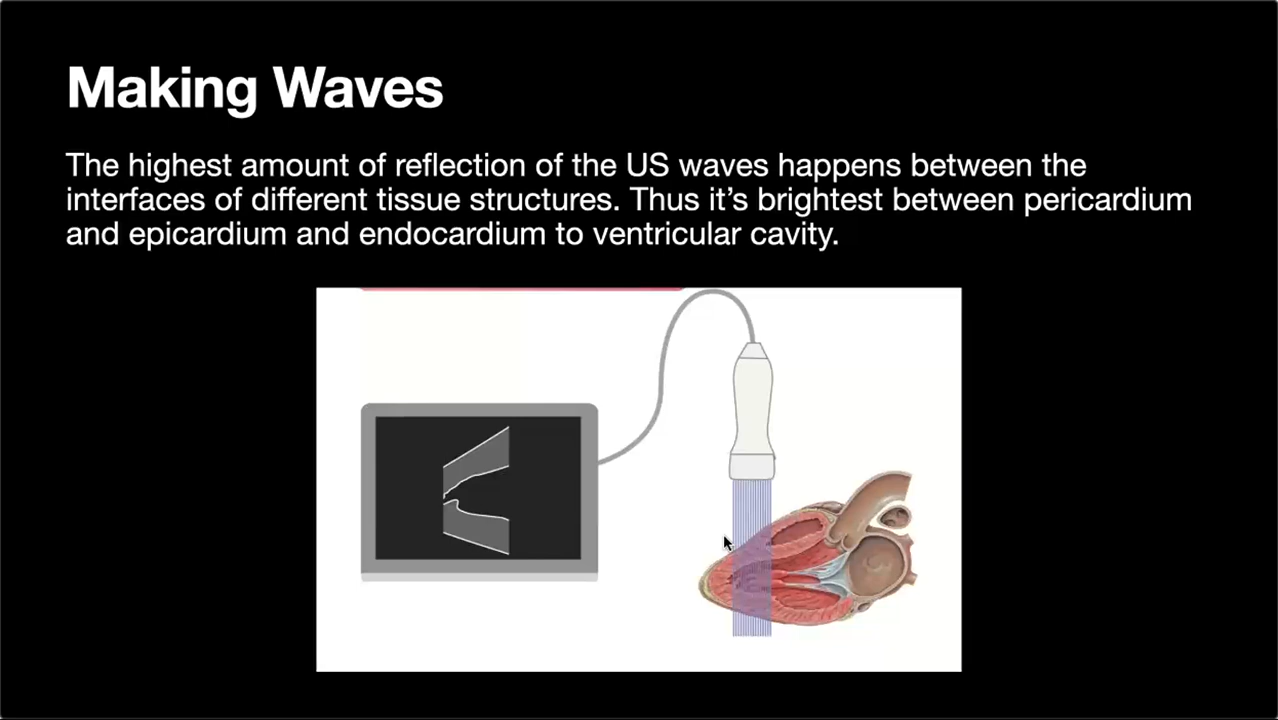 Making Waves
The highest amount of reflection of the US waves happens between the
interfaces of different tissue structures. Thus it’s brightest between pericardium
and epicardium and endocardium to ventricular cavity.